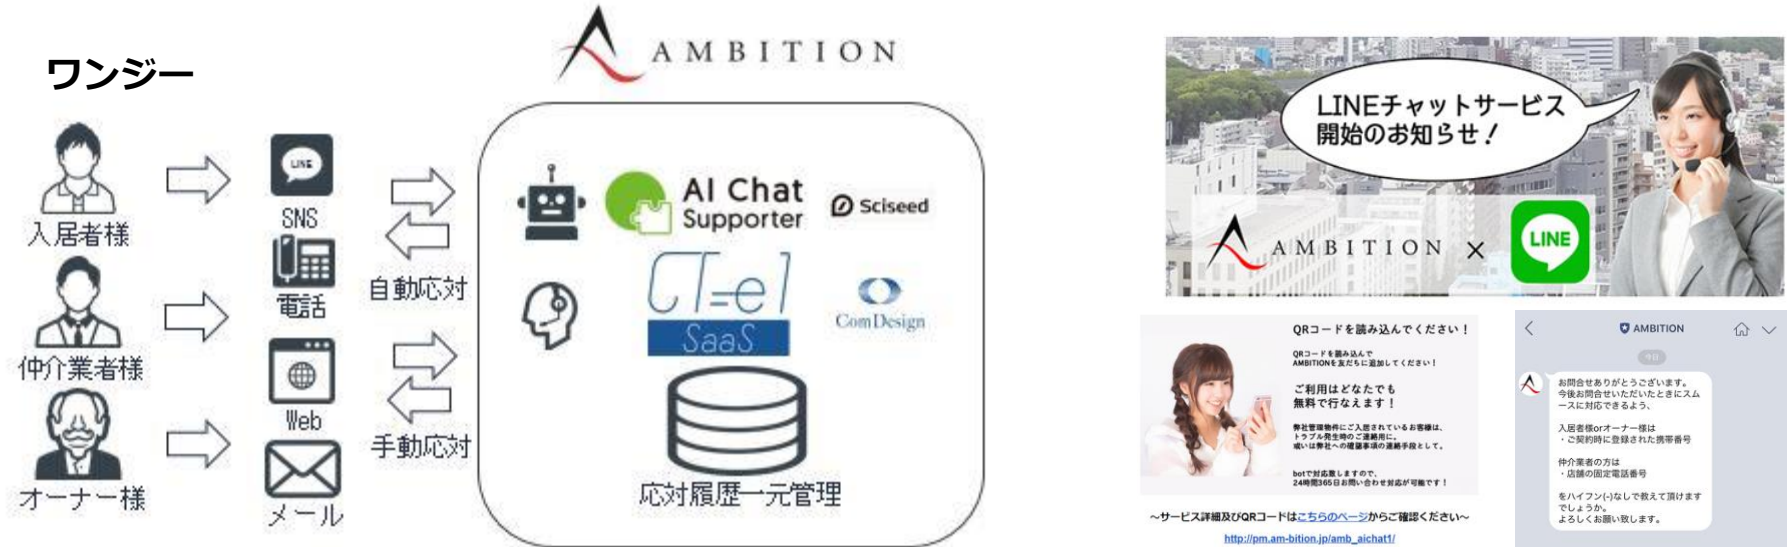 ワンジー
AMBITION
入居者様
仲介業者様
オーナー様
LINE
SNS
電話
Web
メール
自動応対
手動応対
AI Chat
Supporter
Sciseed
CT=e1
SaaS
ComDesign
応対履歴一元管理
LINEチャットサービス
開始のお知らせ!
AMBITION × LINE
QRコードを読み込んでください!
QRコードを読み込んで
AMBITIONを友だちに追加してください!
ご利用はどなたでも
無料で行なえます!
弊社管理物件にご入居されているお客様は、
トラブル発生時のご連絡用に。
或いは弊社への確認事項の連絡手段として。
botで対応致しますので、
24時間365日お問い合わせ対応が可能です!
~サービス詳細及びQRコードはこちらのページからご確認ください~
http://pm.am-bition.jp/amb_aichat1/
AMBITION
今日
お問合せありがとうございます。
今後お問合せいただいたときにスム
ースに対応できるよう、
入居者様orオーナー様は
・ご契約時に登録された携帯番号
仲介業者の方は
・店舗の固定電話番号
をハイフン(-)なしで教えて頂けます
でしょうか。
よろしくお願い致します。